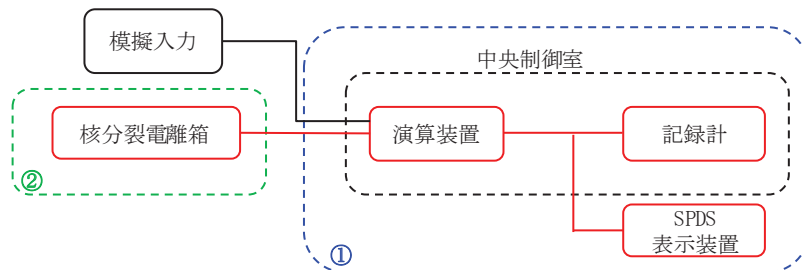 模擬入力
中央制御室
核分裂電離箱
演算装置
記録計
②
SPDS
表示装置
①